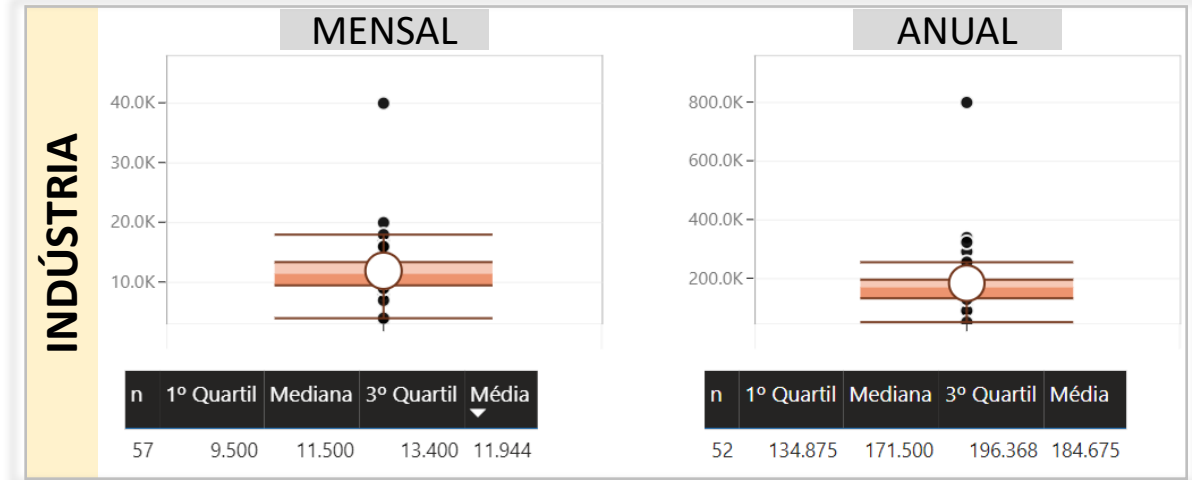 INDÚSTRIA
MENSAL
40.0K
30.0K
20.0K
10.0K
n 1º Quartil Mediana 3º Quartil Média
57 9.500 11.500 13.400 11.944
ANUAL
800.0K
600.0K
400.0K
200.0K
n 1º Quartil Mediana 3º Quartil Média
52 134.875 171.500 196.368 184.675